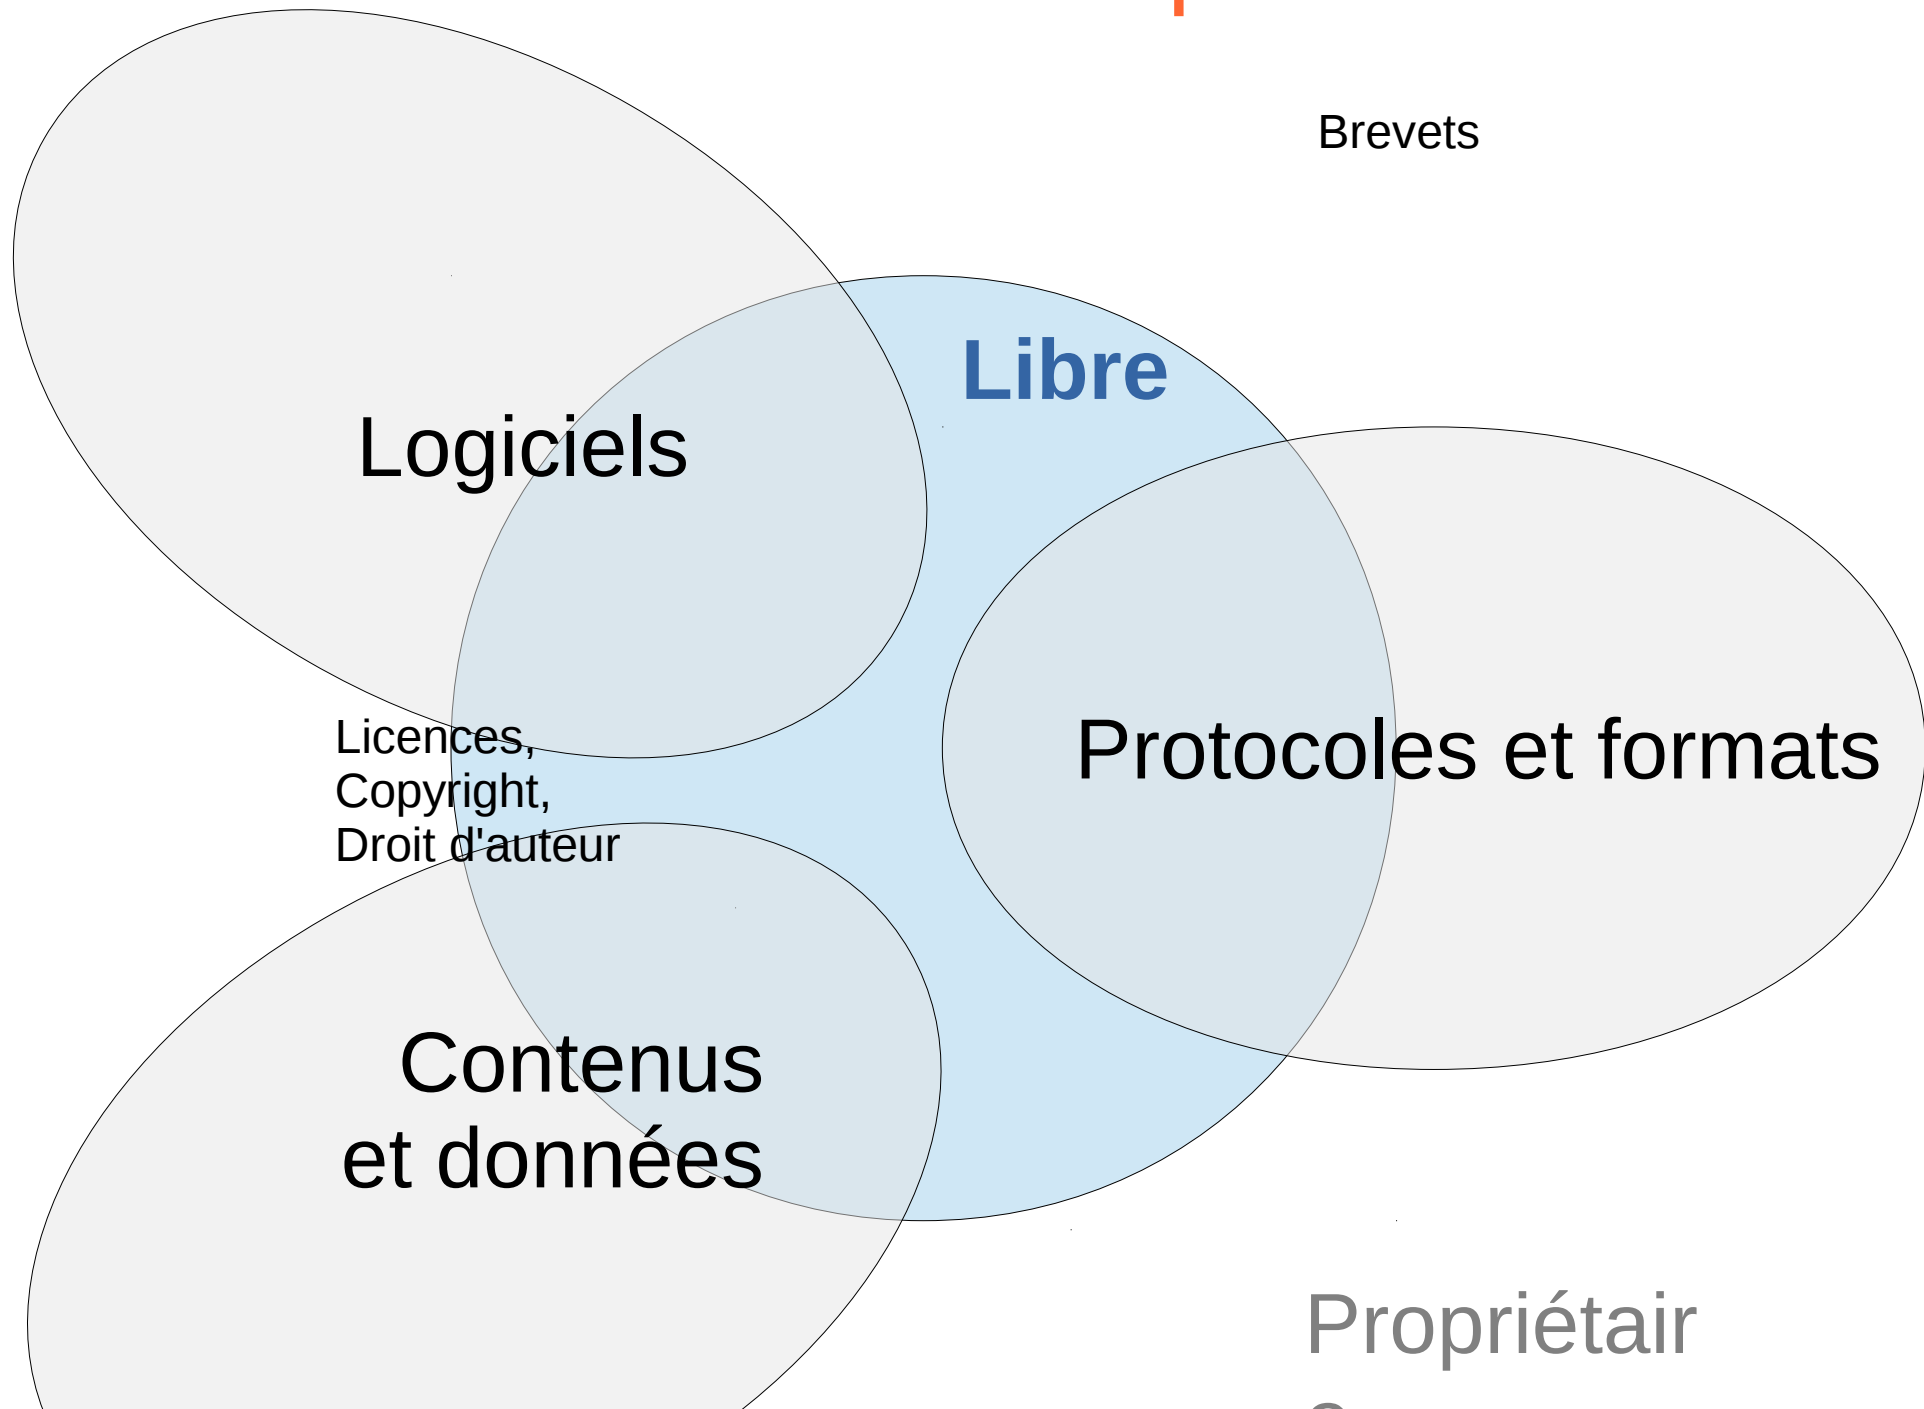 Brevets
Libre
Logiciels
Protocoles et formats
Licences,
Copyright,
Droit d'auteur
Contenus
et données
Propriétair